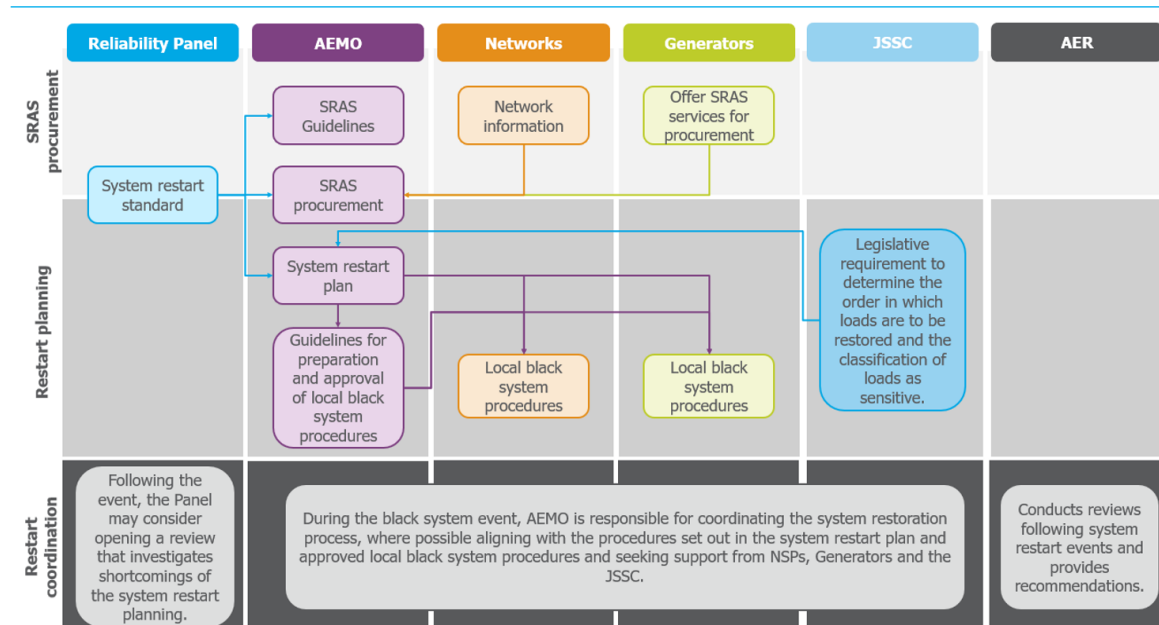 Reliability Panel
AEMO
Networks
Generators
JSSC
AER
SRAS
procurement
SRAS
Guidelines
Network
information
Offer SRAS
services for
procurement
System restart
standard
SRAS
procurement
Restart planning
System restart
plan
Guidelines for
preparation
and approval
of local black
system
procedures
Local black
system
procedures
Local black
system
procedures
Legislative
requirement to
determine the
order in which
loads are to be
restored and the
classification of
loads as
sensitive.
Restart
coordination
Following the
event, the Panel
may consider
opening a review
that investigates
shortcomings of
the system restart
planning.
During the black system event, AEMO is responsible for coordinating the system restoration
process, where possible aligning with the procedures set out in the system restart plan and
approved local black system procedures and seeking support from NSPs, Generators and the
JSSC.
Conducts reviews
following system
restart events and
provides
recommendations.